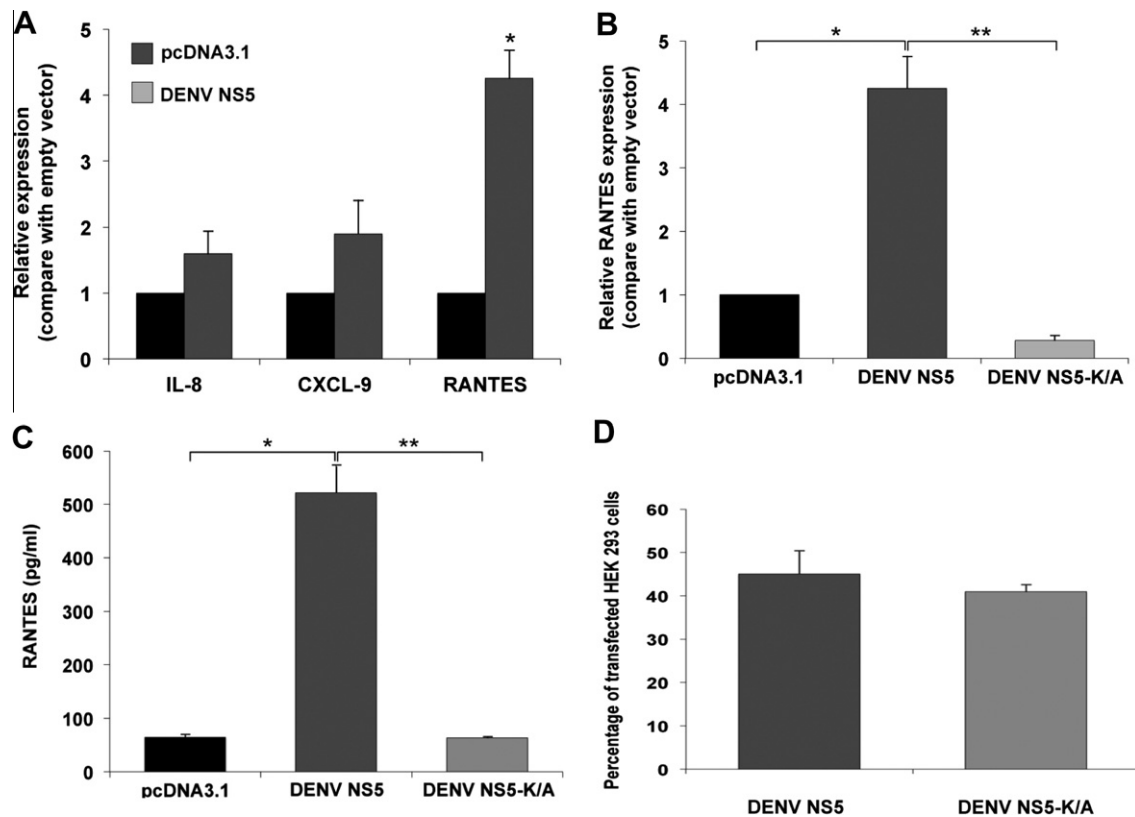 A
Relative expression
(compare with empty vector)
5
4
3
2
1
0
pcDNA3.1
DENV NS5
*
IL-8
CXCL-9
RANTES
B
Relative RANTES expression
(compare with empty vector)
5
4
3
2
1
0
*
**
pcDNA3.1
DENV NS5
DENV NS5-K/A
C
RANTES (pg/ml)
600
500
400
300
200
100
0
*
**
pcDNA3.1
DENV NS5
DENV NS5-K/A
D
Percentage of transfected HEK 293 cells
60
50
40
30
20
10
0
DENV NS5
DENV NS5-K/A